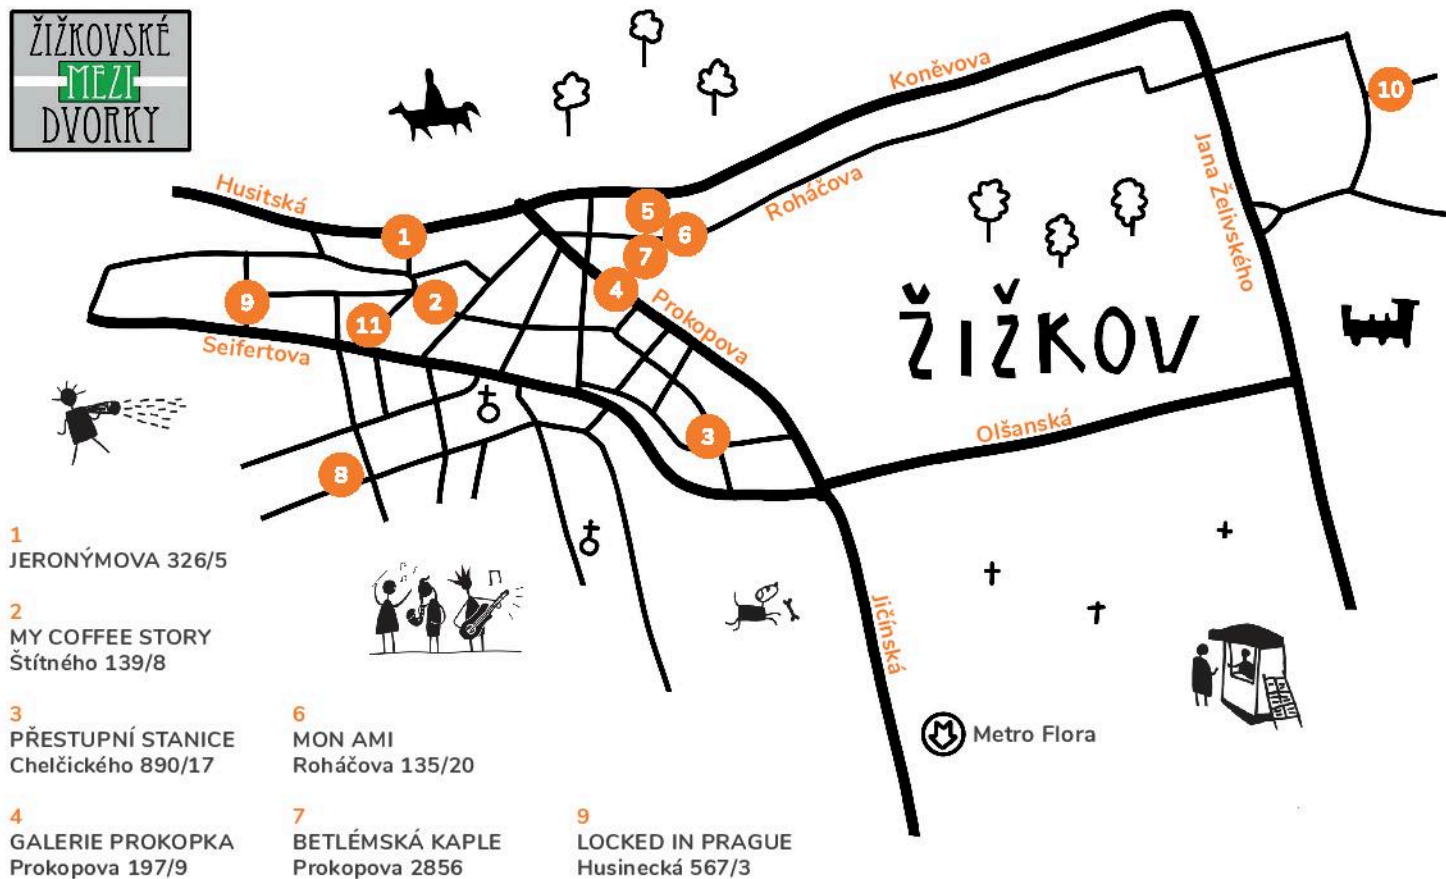 ŽIŽKOVSKÉ
MEZI
DVORKY
Koněvova
10
Jana Želivského
Husitská
Roháčova
5
1
6
7
9
2
4
11
Prokopova
Seifertova
ŽIŽKOV
3
Olšanská
8
Jičínská
Metro Flora
1
JERONÝMOVA 326/5
2
MY COFFEE STORY
Štítného 139/8
3
PŘESTUPNÍ STANICE
Chelčického 890/17
4
GALERIE PROKOPKA
Prokopova 197/9
6
MON AMI
Roháčova 135/20
7
BETLÉMSKÁ KAPLE
Prokopova 2856
9
LOCKED IN PRAGUE
Husinecká 567/3